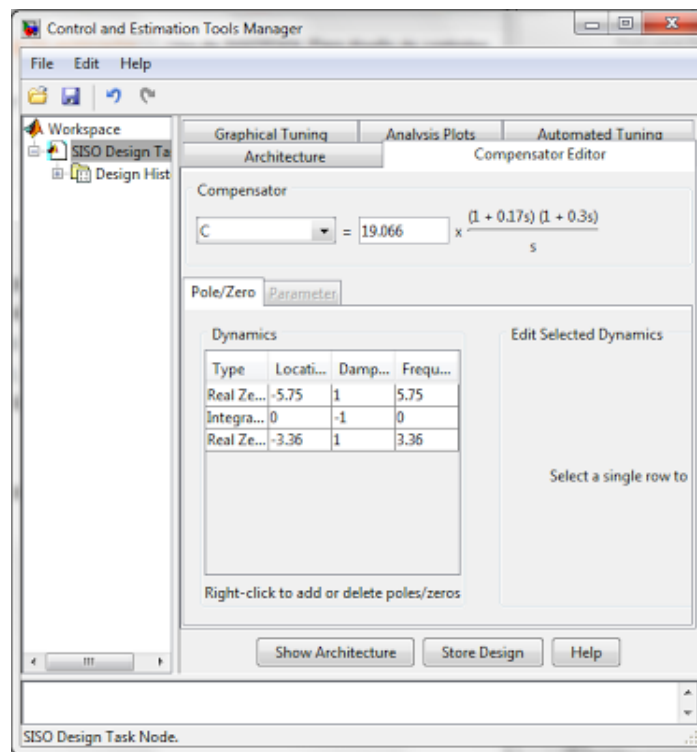 Control and Estimation Tools Manager
File Edit Help
Workspace
SISO Design Ta
Design Hist
Graphical Tuning Analysis Plots Automated Tuning
Architecture Compensator Editor
Compensator
C = 19.066 x (1 + 0.17s) (1 + 0.3s)
s
Pole/Zero Parameter
Dynamics Edit Selected Dynamics
Type Locati... Damp... Frequ...
Real Ze... -5.75 1 5.75
Integra... 0 -1 0
Real Ze... -3.36 1 3.36
Select a single row to
Right-click to add or delete poles/zeros
Show Architecture Store Design Help
SISO Design Task Node.